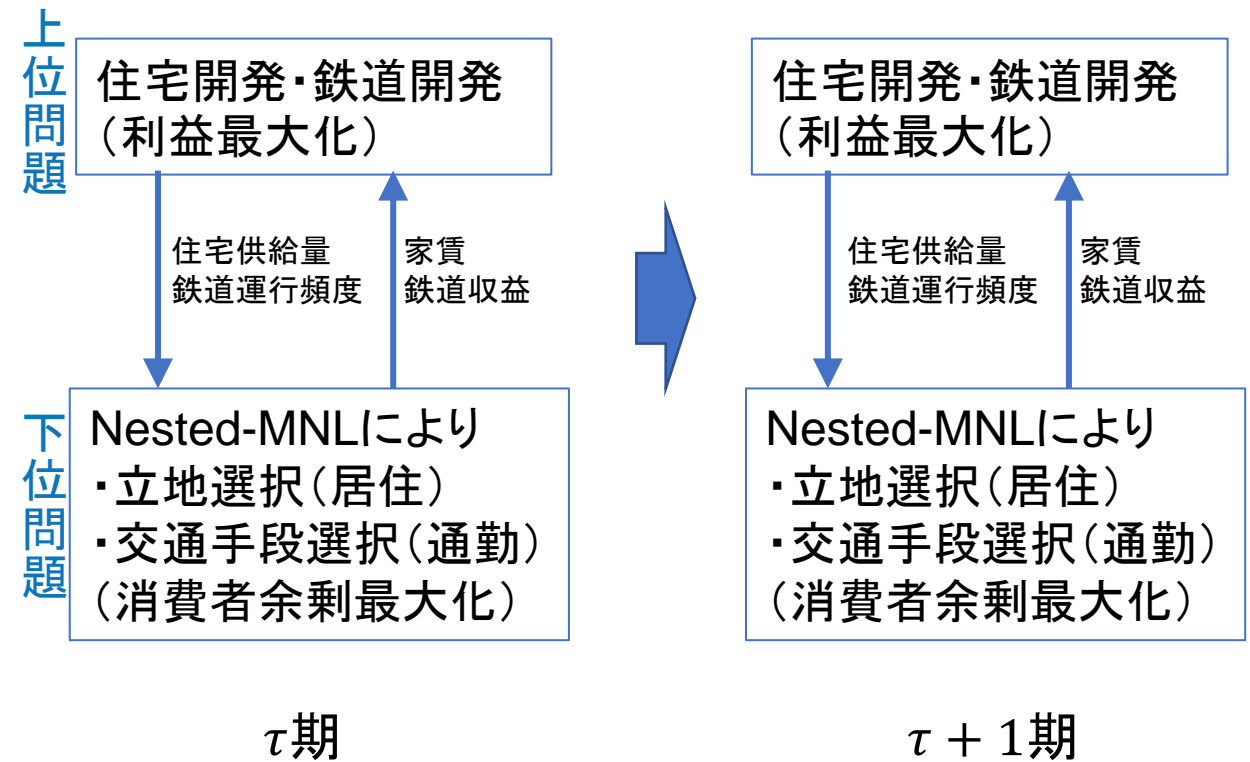 上位問題
住宅開発・鉄道開発
（利益最大化）
住宅供給量
鉄道運行頻度
家賃
鉄道収益
下位問題
Nested-MNLにより
・立地選択（居住）
・交通手段選択（通勤）
（消費者余剰最大化）
τ期
住宅開発・鉄道開発
（利益最大化）
住宅供給量
鉄道運行頻度
家賃
鉄道収益
Nested-MNLにより
・立地選択（居住）
・交通手段選択（通勤）
（消費者余剰最大化）
τ + 1期